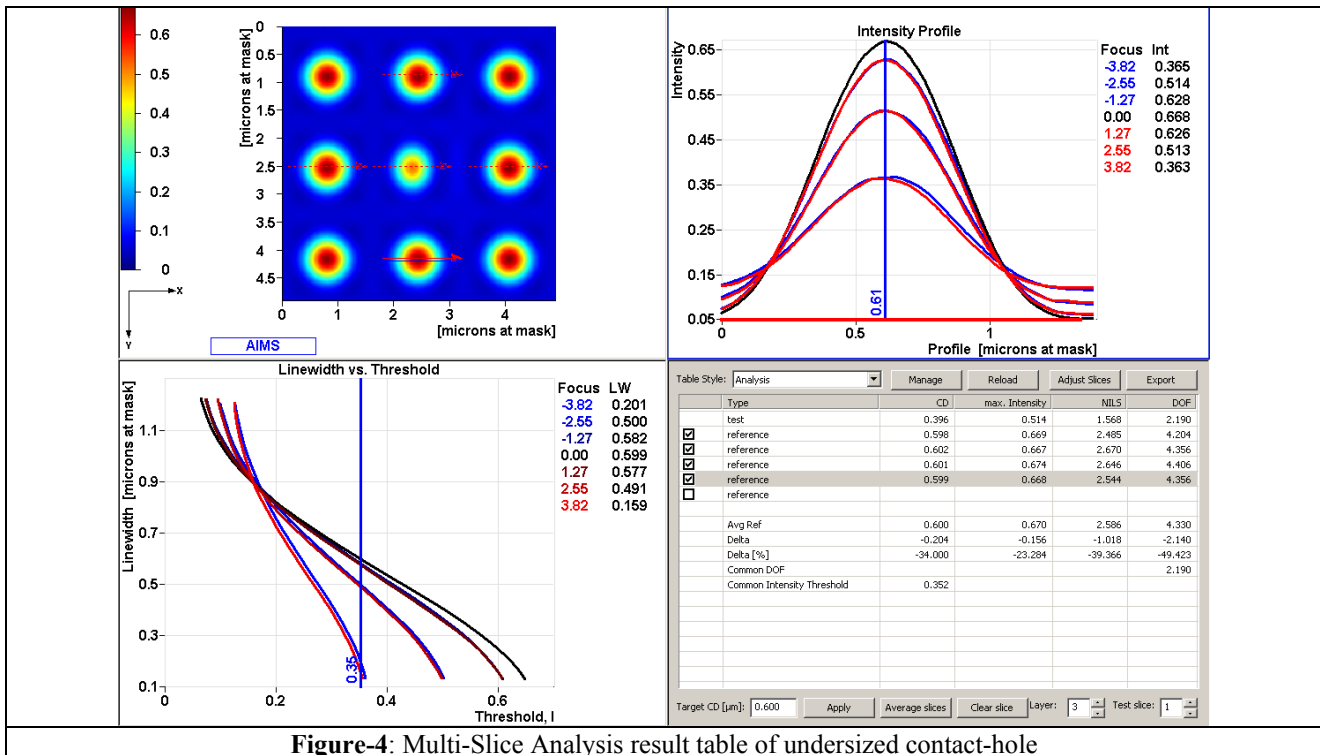 0.6
0.5
0.4
0.3
0.2
0.1
0
X
Y
0
0.5
1.0
1.5
2.0
2.5
3.0
3.5
4.0
4.5
[microns at mask]
1 2 3 4
[microns at mask]
AIMS
Intensity Profile
Intensity
0.65
0.55
0.45
0.35
0.25
0.15
0.05
0.61
0 0.5 1
Profile [microns at mask]
Focus Int
-3.82 0.365
-2.55 0.514
-1.27 0.628
0.00 0.668
1.27 0.626
2.55 0.513
3.82 0.363
Linewidth vs. Threshold
Linewidth [microns at mask]
1.1
0.9
0.7
0.5
0.3
0.1
0.35
0 0.2 0.4 0.6
Threshold, I
Focus LW
-3.82 0.201
-2.55 0.500
-1.27 0.582
0.00 0.599
1.27 0.577
2.55 0.491
3.82 0.159
Table Style: Analysis Manage Reload Adjust Slices Export
Type CD max. Intensity NILS DOF
test 0.396 0.514 1.568 2.190
reference 0.598 0.669 2.485 4.204
reference 0.602 0.667 2.670 4.356
reference 0.601 0.674 2.646 4.406
reference 0.599 0.668 2.544 4.356
reference
Avg Ref 0.600 0.670 2.586 4.330
Delta -0.204 -0.156 -1.018 -2.140
Delta [%] -34.000 -23.284 -39.366 -49.423
Common DOF 2.190
Common Intensity Threshold 0.352
Target CD [µm]: 0.600 Apply Average slices Clear slice Layer: 3 Test slice: 1
Figure-4: Multi-Slice Analysis result table of undersized contact-hole